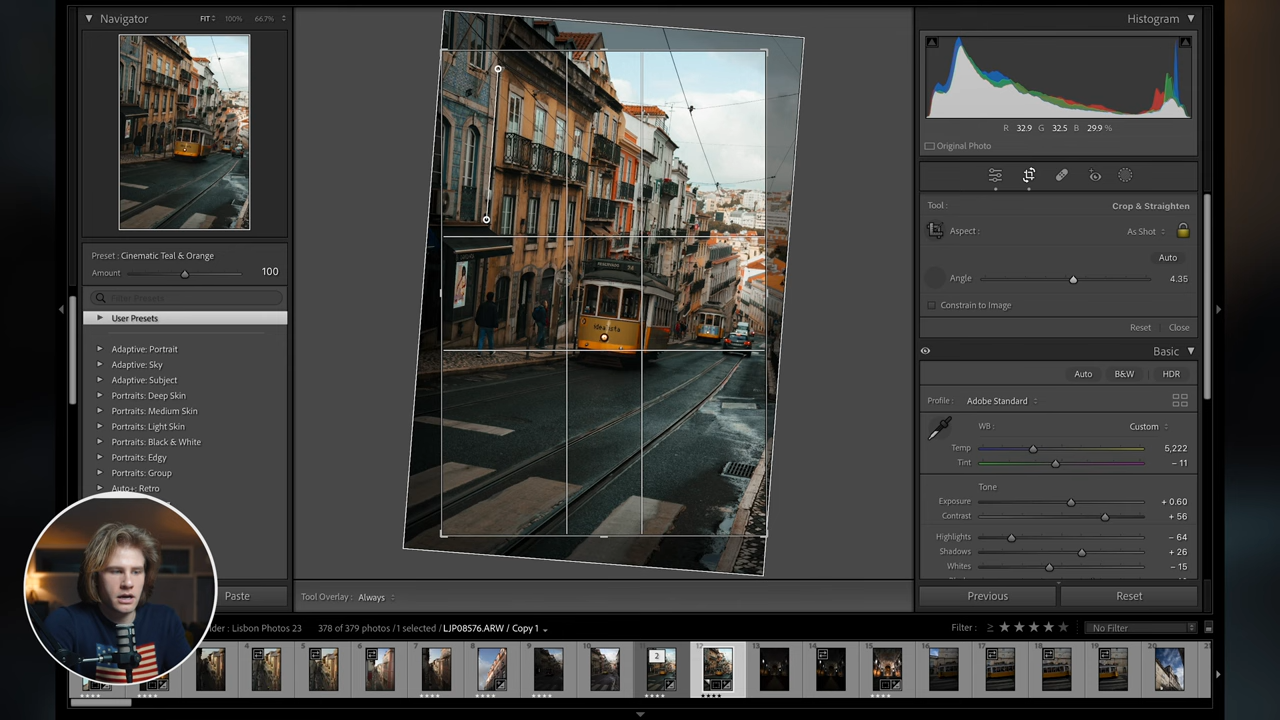 Navigator
FIT
100%
66.7%
Preset : Cinematic Teal & Orange
Amount
100
Filter Presets
User Presets
Adaptive: Portrait
Adaptive: Sky
Adaptive: Subject
Portraits: Deep Skin
Portraits: Medium Skin
Portraits: Light Skin
Portraits: Black & White
Portraits: Edgy
Portraits: Group
Auto+: Retro
Paste
RESERVADO
Tool Overlay : Always
Histogram
R 32.9 G 32.5 B 29.9 %
Original Photo
Tool : Crop & Straighten
Aspect : As Shot
Auto
Angle 4.35
Constrain to Image
Reset Close
Basic
Auto B&W HDR
Profile : Adobe Standard
WB : Custom
Temp 5,222
Tint – 11
Tone
Exposure + 0.60
Contrast + 56
Highlights – 64
Shadows + 26
Whites – 15
Previous Reset
lder : Lisbon Photos 23 378 of 379 photos / 1 selected / LJP08576.ARW / Copy 1
Filter : ≥ ★★★★★ No Filter
2